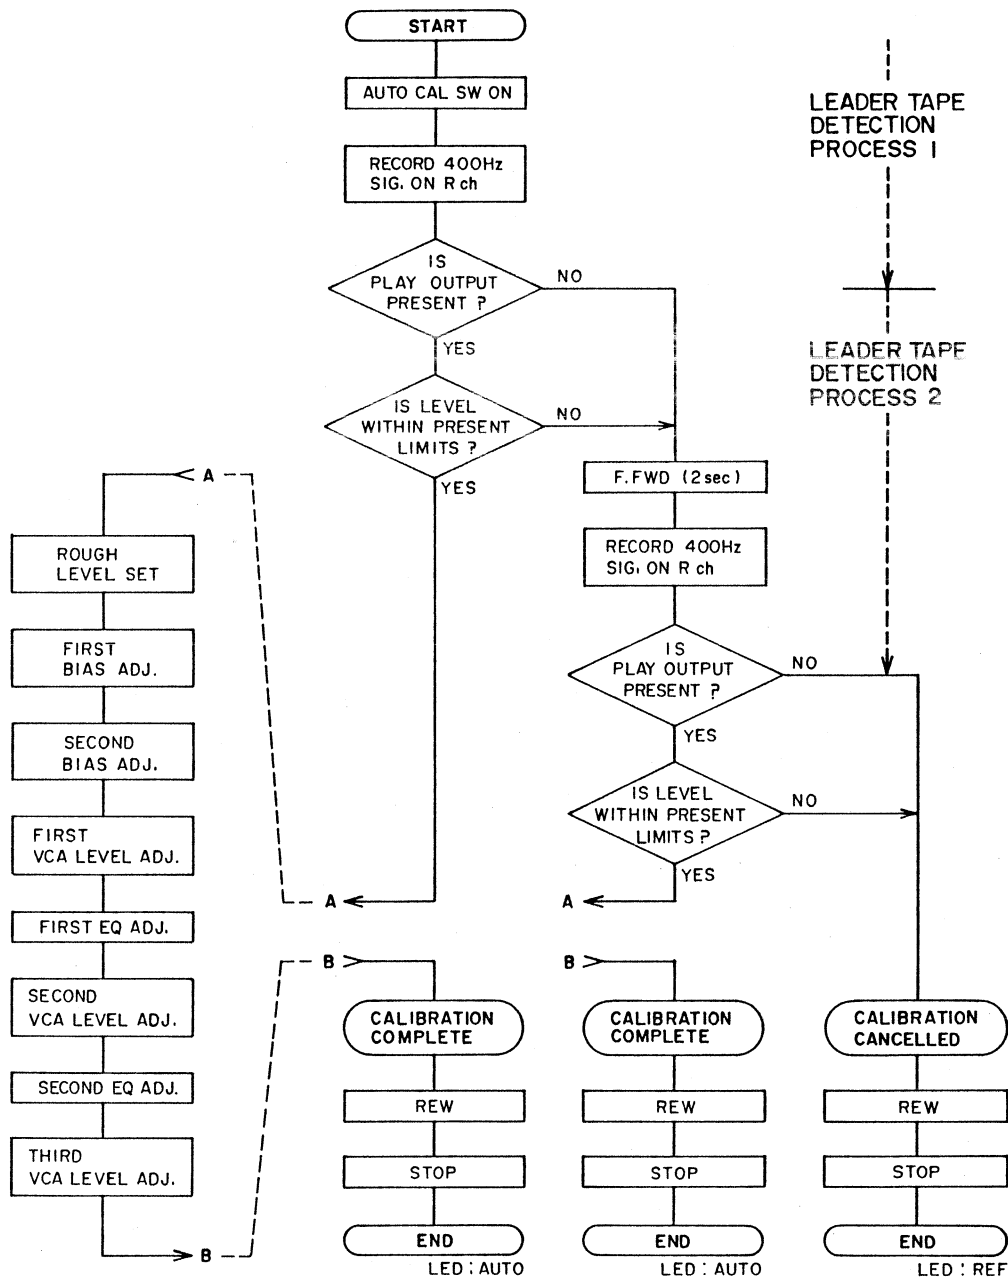 START
AUTO CAL SW ON
RECORD 400Hz
SIG. ON R ch
IS
PLAY OUTPUT
PRESENT ?
NO
YES
IS LEVEL
WITHIN PRESENT
LIMITS ?
NO
YES
LEADER TAPE
DETECTION
PROCESS 1
LEADER TAPE
DETECTION
PROCESS 2
F. FWD (2sec)
RECORD 400Hz
SIG. ON R ch
IS
PLAY OUTPUT
PRESENT ?
NO
YES
IS LEVEL
WITHIN PRESENT
LIMITS ?
NO
YES
A
ROUGH
LEVEL SET
FIRST
BIAS ADJ.
SECOND
BIAS ADJ.
FIRST
VCA LEVEL ADJ.
FIRST EQ ADJ.
SECOND
VCA LEVEL ADJ.
SECOND EQ ADJ.
THIRD
VCA LEVEL ADJ.
B
A
B
CALIBRATION
COMPLETE
REW
STOP
END
LED : AUTO
A
B
CALIBRATION
COMPLETE
REW
STOP
END
LED : AUTO
CALIBRATION
CANCELLED
REW
STOP
END
LED : REF